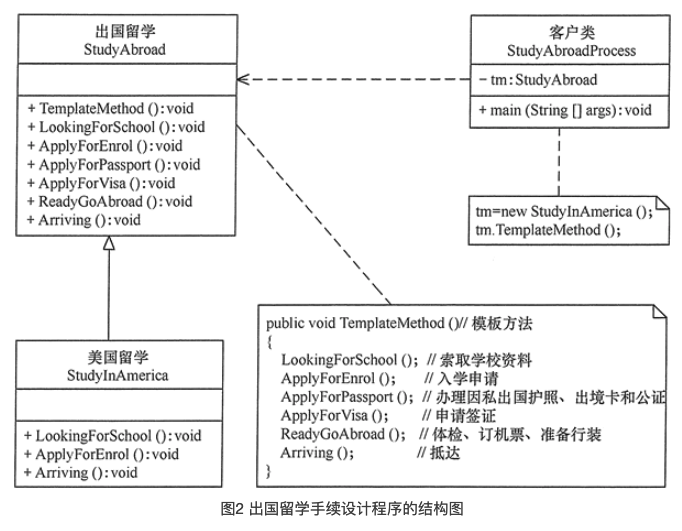 出国留学
StudyAbroad
+ TemplateMethod ():void
+ LookingForSchool ():void
+ ApplyForEnrol ():void
+ ApplyForPassport ():void
+ ApplyForVisa ():void
+ ReadyGoAbroad ():void
+ Arriving ():void
客户类
StudyAbroadProcess
- tm:StudyAbroad
+ main (String [] args):void
tm=new StudyInAmerica ();
tm.TemplateMethod ();
美国留学
StudyInAmerica
+ LookingForSchool ():void
+ ApplyForEnrol ():void
+ Arriving ():void
public void TemplateMethod ()// 模板方法
{
LookingForSchool (); // 索取学校资料
ApplyForEnrol (); // 入学申请
ApplyForPassport (); // 办理因私出国护照、出境卡和公证
ApplyForVisa (); // 申请签证
ReadyGoAbroad (); // 体检、订机票、准备行装
Arriving (); // 抵达
}
图2 出国留学手续设计程序的结构图